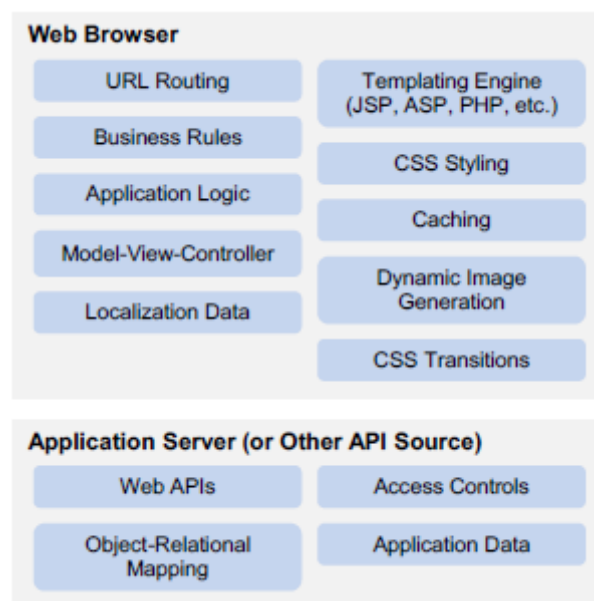 Web Browser
URL Routing
Business Rules
Application Logic
Model-View-Controller
Localization Data
Templating Engine
(JSP, ASP, PHP, etc.)
CSS Styling
Caching
Dynamic Image
Generation
CSS Transitions
Application Server (or Other API Source)
Web APIs
Object-Relational
Mapping
Access Controls
Application Data